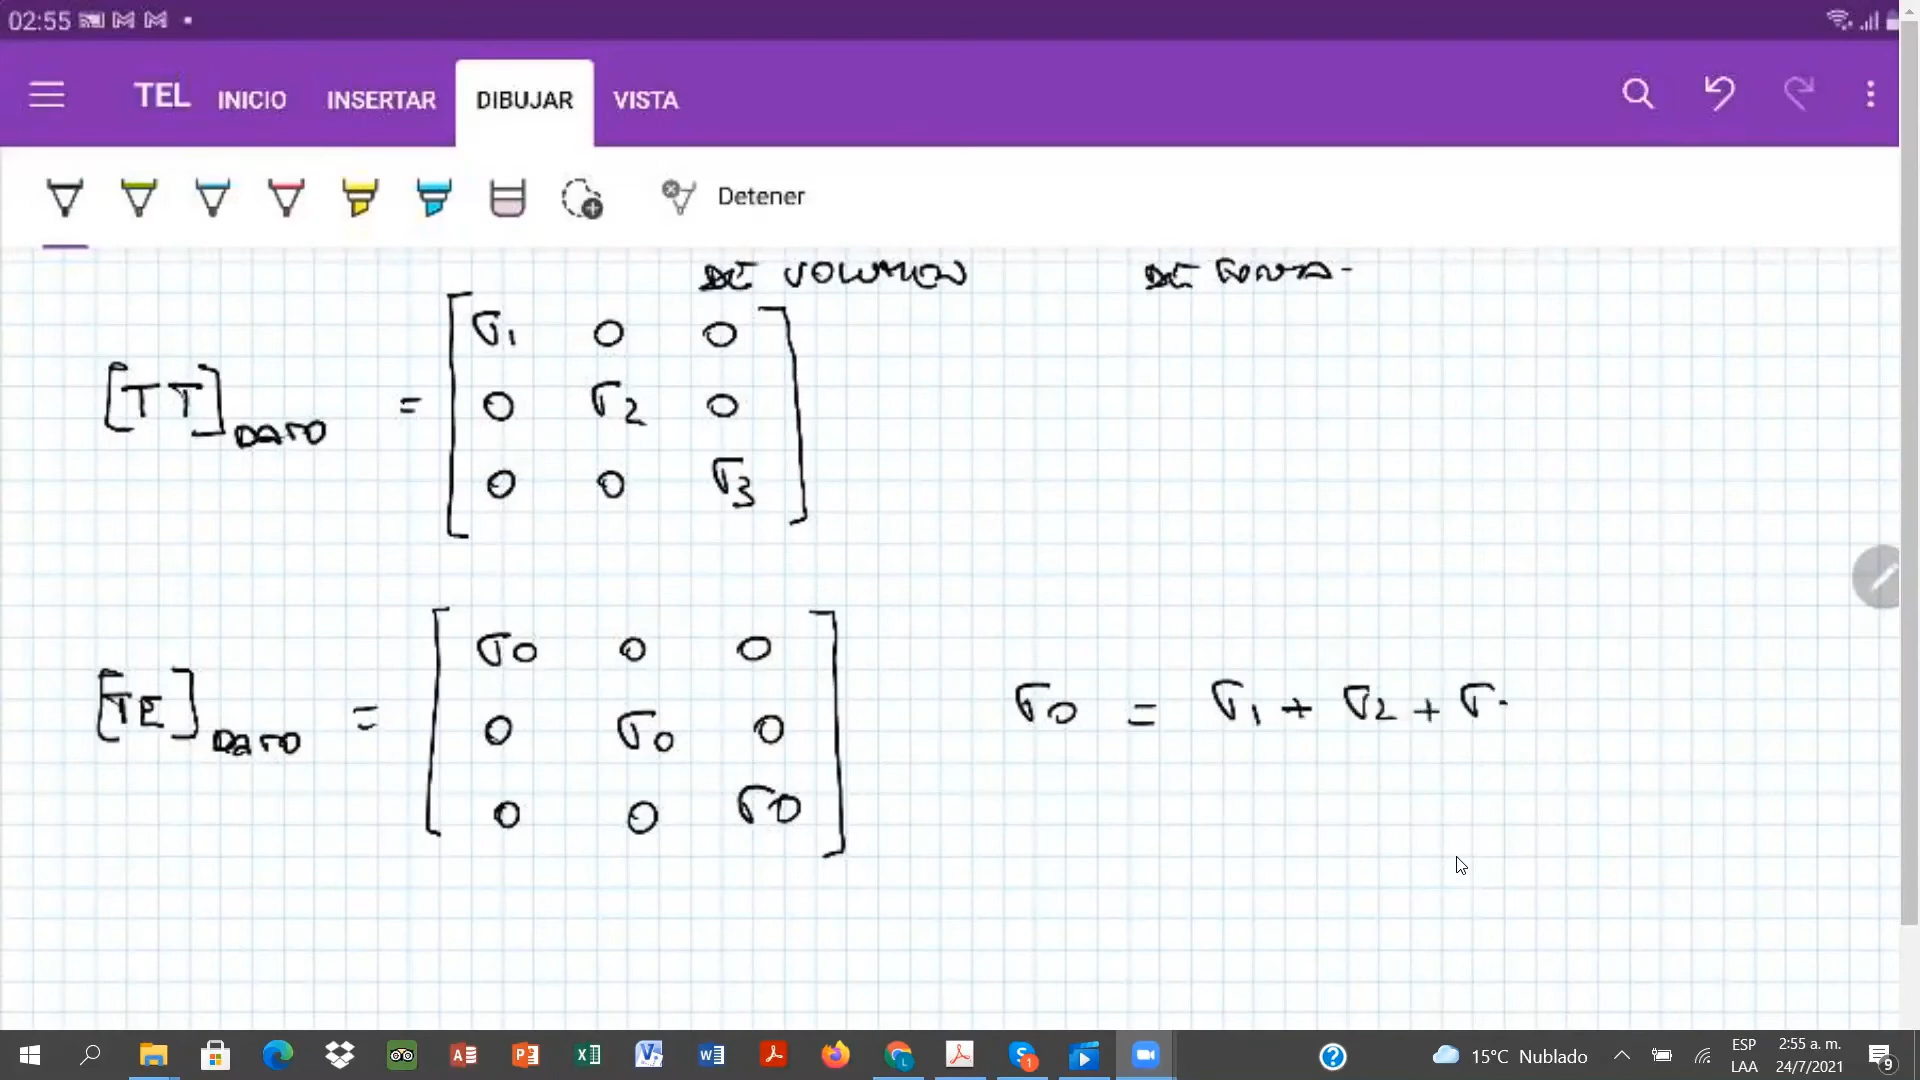 02:55
TEL INICIO INSERTAR DIBUJAR VISTA
Detener
DE VOLUMEN DE FORMA.
[TT] DATO = [σ1 0 0
0 σ2 0
0 0 σ3]
[TE] DATO = [σ0 0 0
0 σ0 0
0 0 σ0]
σ0 = σ1 + σ2 + σ
15°C Nublado
ESP
LAA
2:55 a. m.
24/7/2021
9